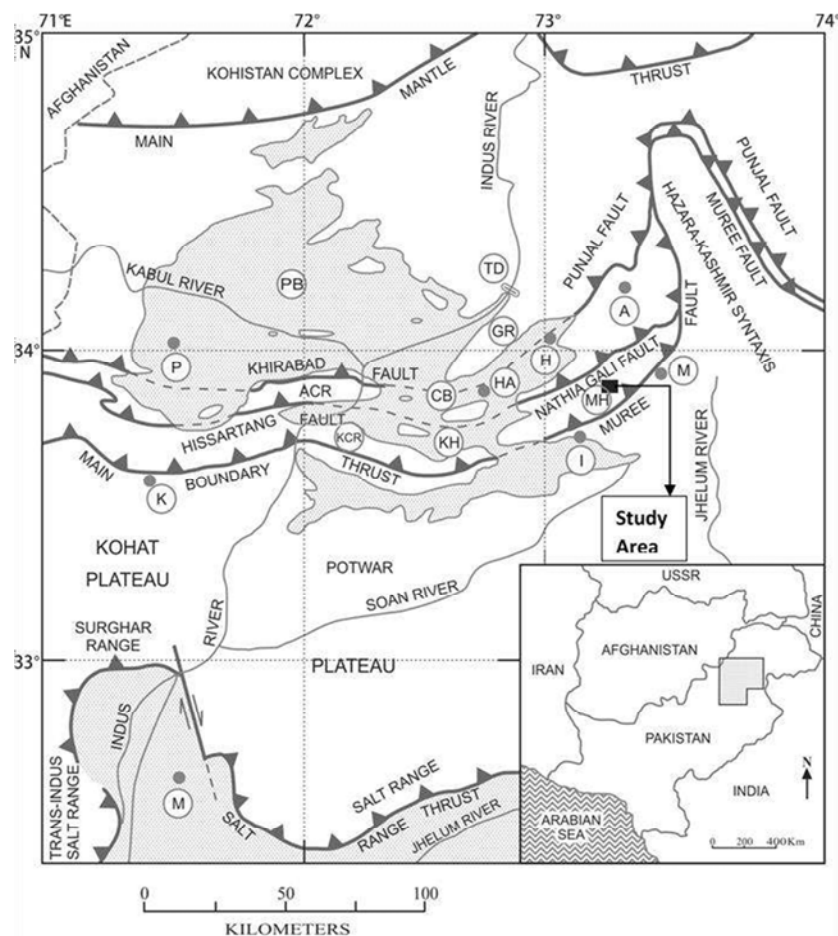 71°E
72°
73°
74°
35°
N
AFGHANISTAN
KOHISTAN COMPLEX
MAIN
MANTLE
THRUST
INDUS RIVER
PUNJAL FAULT
PUNJAL FAULT
MUREE FAULT
HAZARA-KASHMIR SYNTAXIS
KABUL RIVER
PB
TD
GR
A
FAULT
34°
P
KHIRABAD
FAULT
ACR
CB
HA
H
NATHIA GALI FAULT
M
MH
HISSARTANG
FAULT
KCR
KH
MUREE
MAIN
BOUNDARY
THRUST
I
K
JHELUM RIVER
Study
Area
KOHAT
PLATEAU
POTWAR
SOAN RIVER
RIVER
SURGHAR
RANGE
33°
PLATEAU
INDUS
TRANS-INDUS
SALT RANGE
M
SALT
SALT RANGE
RANGE THRUST
JHELUM RIVER
USSR
CHINA
IRAN
AFGHANISTAN
PAKISTAN
INDIA
N
ARABIAN
SEA
0 200 400Km
0 50 100
KILOMETERS